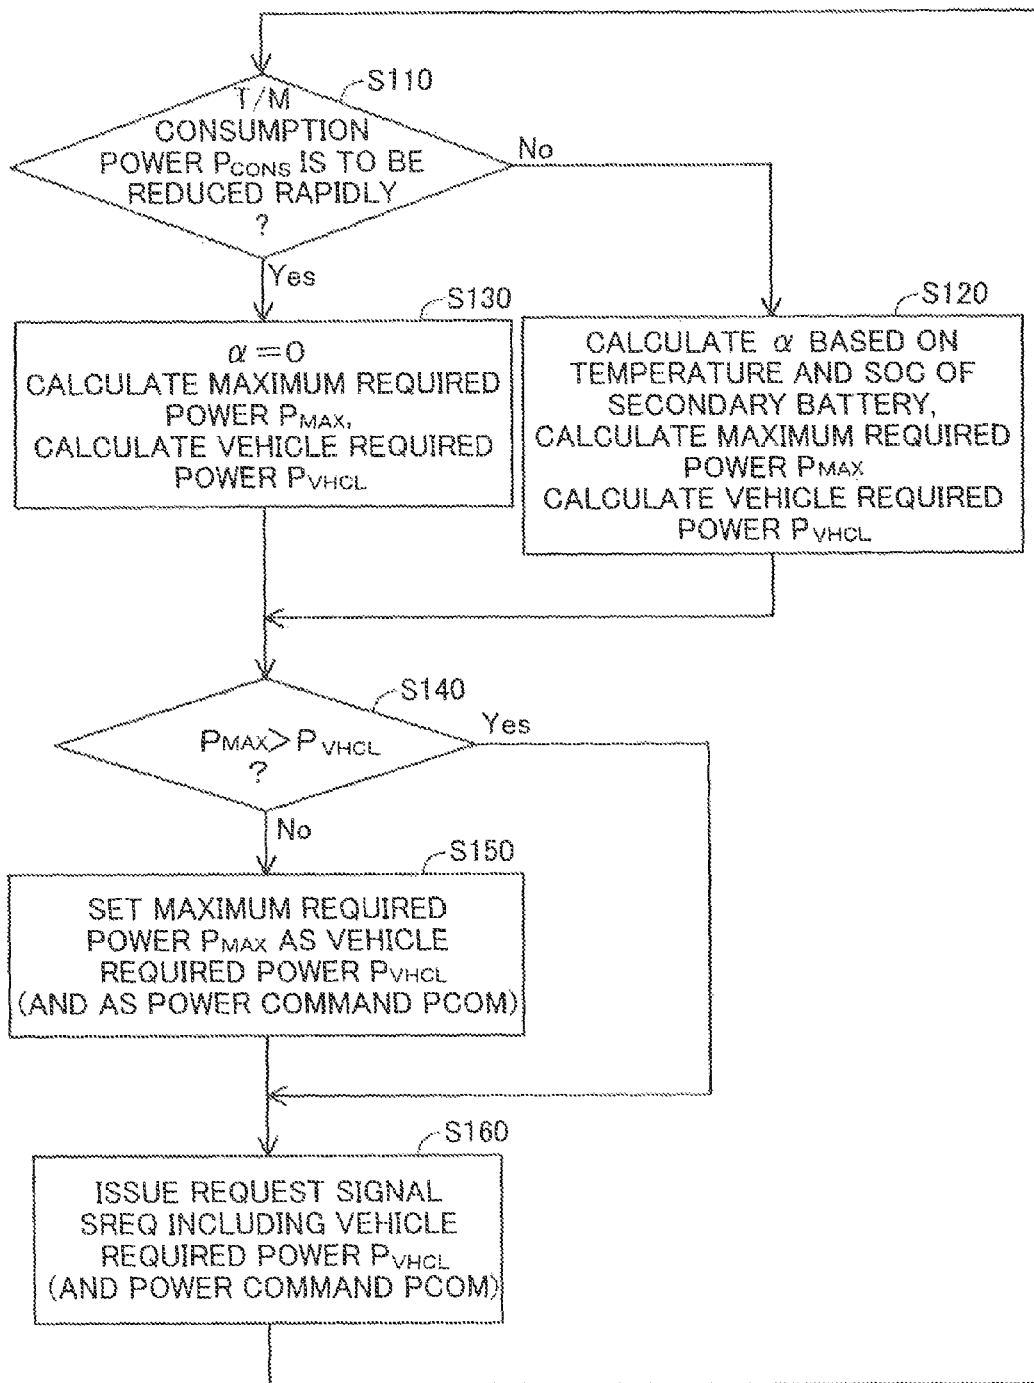 S110
T/M
CONSUMPTION
POWER PCONS IS TO BE
REDUCED RAPIDLY
?
No
Yes
S130
α=0
CALCULATE MAXIMUM REQUIRED
POWER PMAX,
CALCULATE VEHICLE REQUIRED
POWER PVHCL
S120
CALCULATE α BASED ON
TEMPERATURE AND SOC OF
SECONDARY BATTERY,
CALCULATE MAXIMUM REQUIRED
POWER PMAX
CALCULATE VEHICLE REQUIRED
POWER PVHCL
S140
PMAX>PVHCL
?
Yes
No
S150
SET MAXIMUM REQUIRED
POWER PMAX AS VEHICLE
REQUIRED POWER PVHCL
(AND AS POWER COMMAND PCOM)
S160
ISSUE REQUEST SIGNAL
SREQ INCLUDING VEHICLE
REQUIRED POWER PVHCL
(AND POWER COMMAND PCOM)